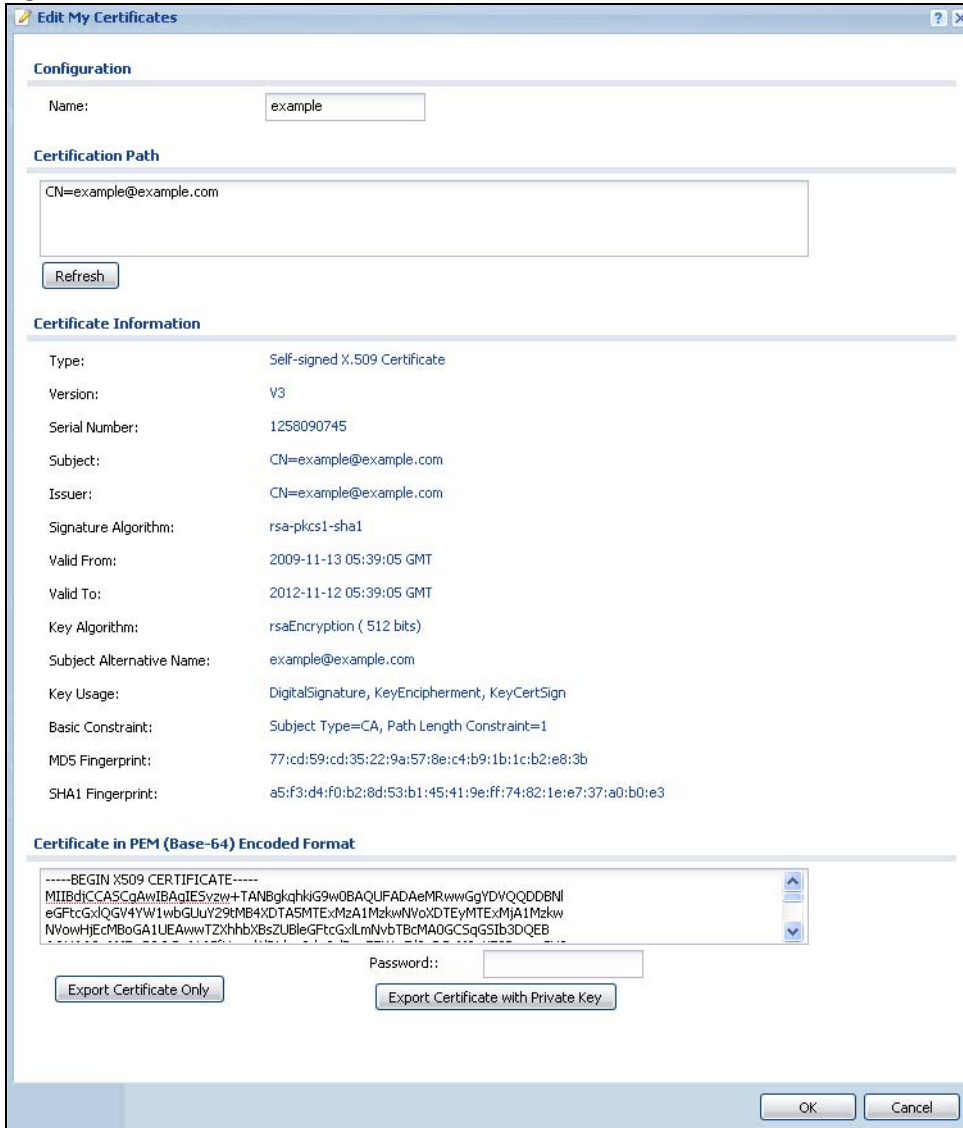 Edit My Certificates
Configuration
Name: example
Certification Path
CN=example@example.com
Refresh
Certificate Information
Type: Self-signed X.509 Certificate
Version: V3
Serial Number: 1258090745
Subject: CN=example@example.com
Issuer: CN=example@example.com
Signature Algorithm: rsa-pkcs1-sha1
Valid From: 2009-11-13 05:39:05 GMT
Valid To: 2012-11-12 05:39:05 GMT
Key Algorithm: rsaEncryption ( 512 bits)
Subject Alternative Name: example@example.com
Key Usage: DigitalSignature, KeyEncipherment, KeyCertSign
Basic Constraint: Subject Type=CA, Path Length Constraint=1
MD5 Fingerprint: 77:cd:59:cd:35:22:9a:57:8e:c4:b9:1b:1c:b2:e8:3b
SHA1 Fingerprint: a5:f3:d4:f0:b2:8d:53:b1:45:41:9e:ff:74:82:1e:e7:37:a0:b0:e3
Certificate in PEM (Base-64) Encoded Format
-----BEGIN X509 CERTIFICATE-----
MIIBdjCCASCgAwIBAgIESvzw+TANBgkqhkiG9w0BAQUFADAeMRwwGgYDVQQDDBNl
eGFtcGxlQGV4YW1wbGUuY29tMB4XDTA5MTExMzA1MzkwNVoXDTEyMTExMjA1Mzkw
NVowHjEcMBoGA1UEAwwTZXhhbXBsZUBleGFtcGxlLmNvbTBcMA0GCSqGSIb3DQEB
Password::
Export Certificate Only
Export Certificate with Private Key
OK
Cancel